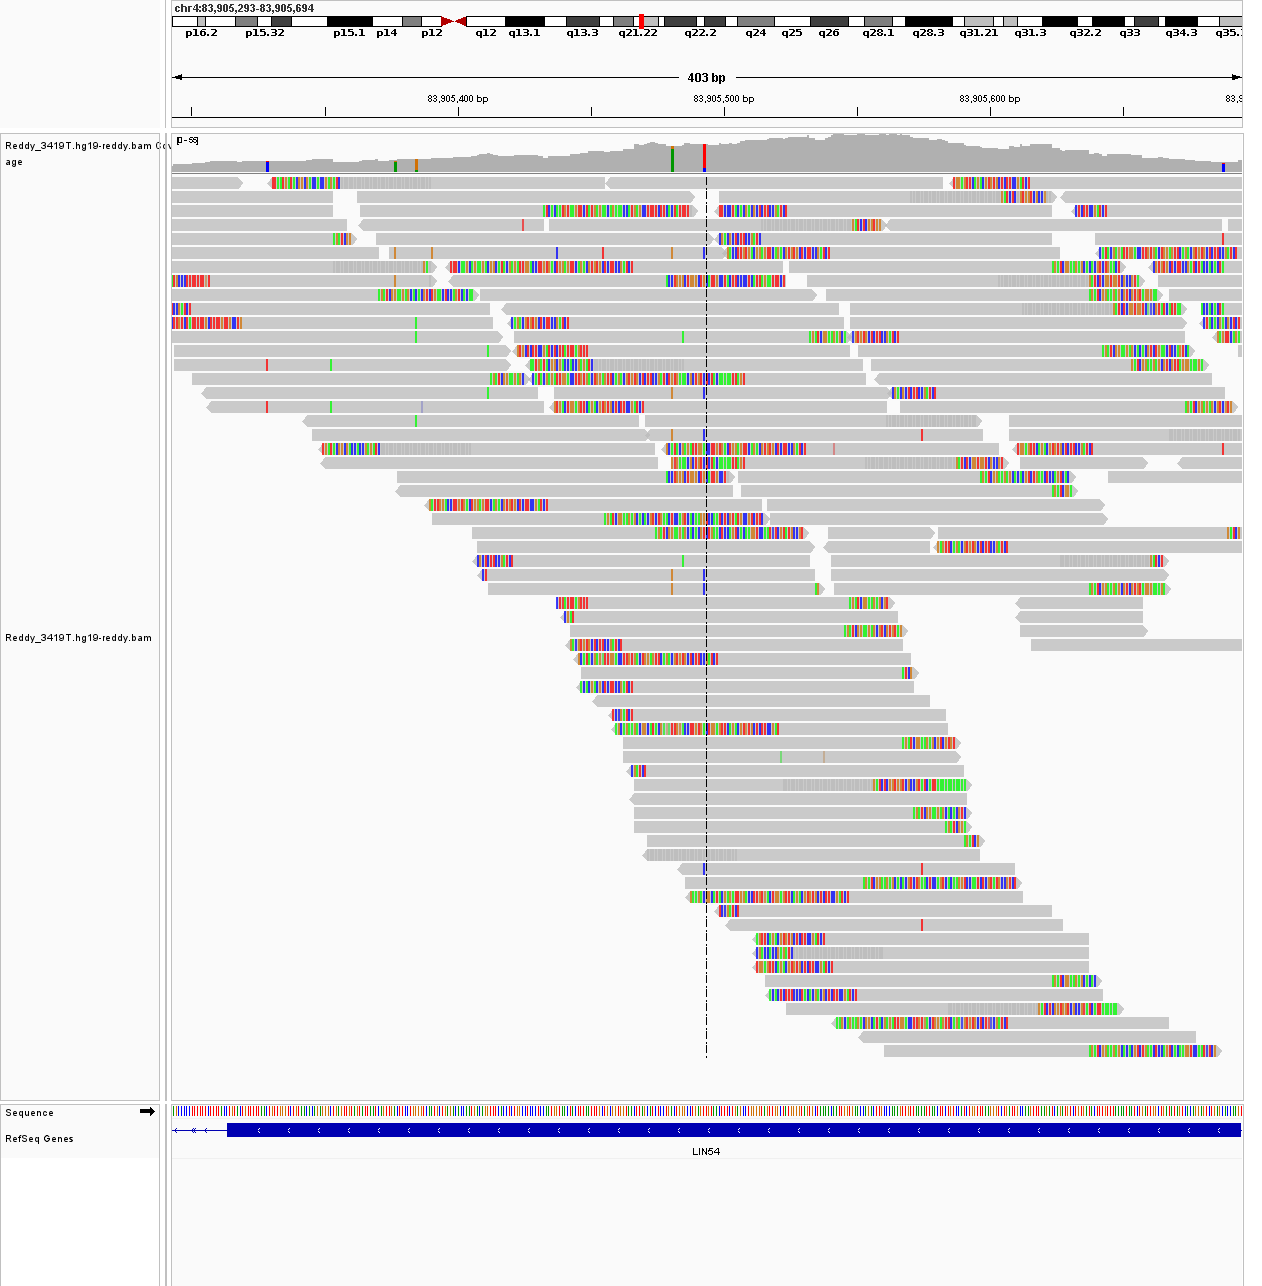 chr4:83,905,293-83,905,694
p16.2 p15.32 p15.1 p14 p12 q12 q13.1 q13.3 q21.22 q22.2 q24 q25 q26 q28.1 q28.3 q31.21 q31.3 q32.2 q33 q34.3 q35.
403 bp
83,905,400 bp 83,905,500 bp 83,905,600 bp 83,9
Reddy_3419T.hg19-reddy.bam Cov
age
Reddy_3419T.hg19-reddy.bam
Sequence
RefSeq Genes
LIN54